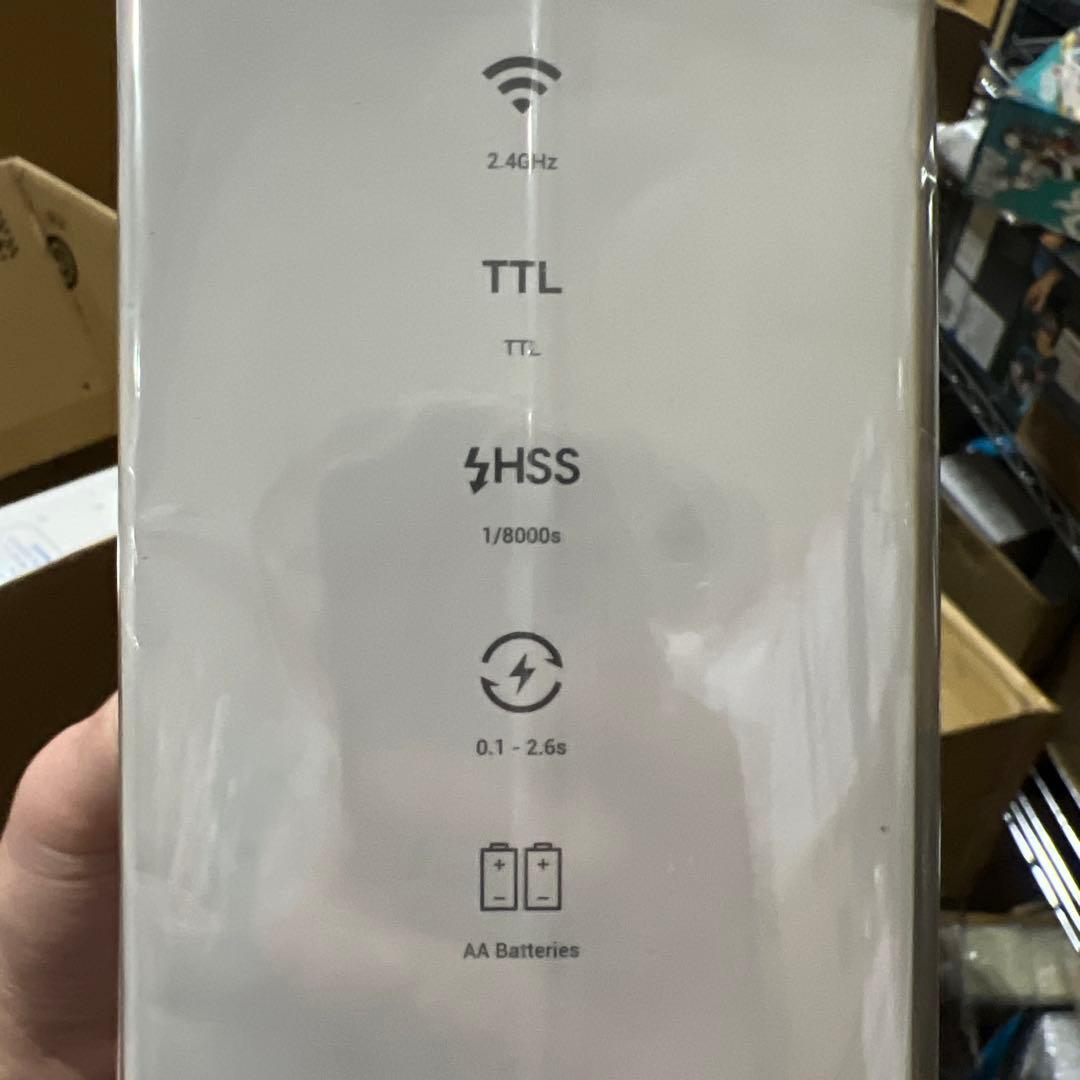 2.4GHz
TTL
TTL
HSS
1/8000s
0.1 - 2.6s
AA Batteries